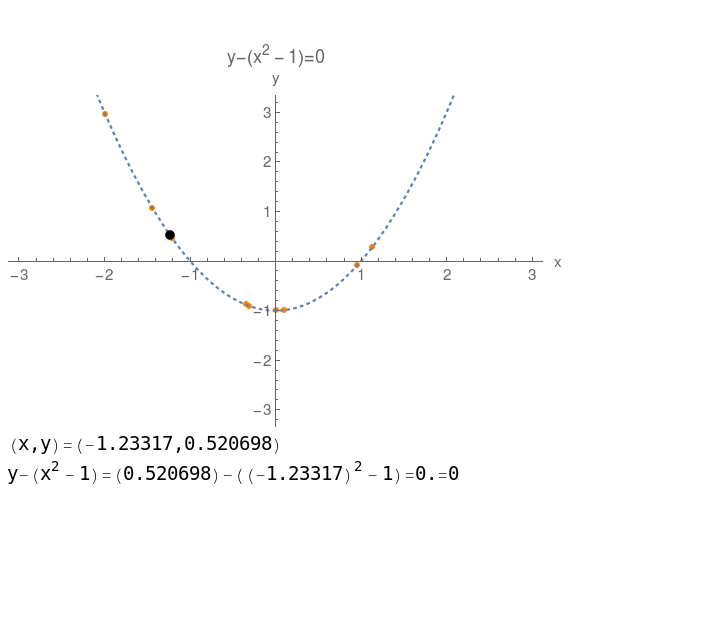 y−(x² − 1)=0
y
3
2
1
−3 −2 −1 1 2 3 x
−1
−2
−3
(x,y)=(−1.23317,0.520698)
y−(x² − 1)=(0.520698)−((−1.23317)² − 1)=0.=0